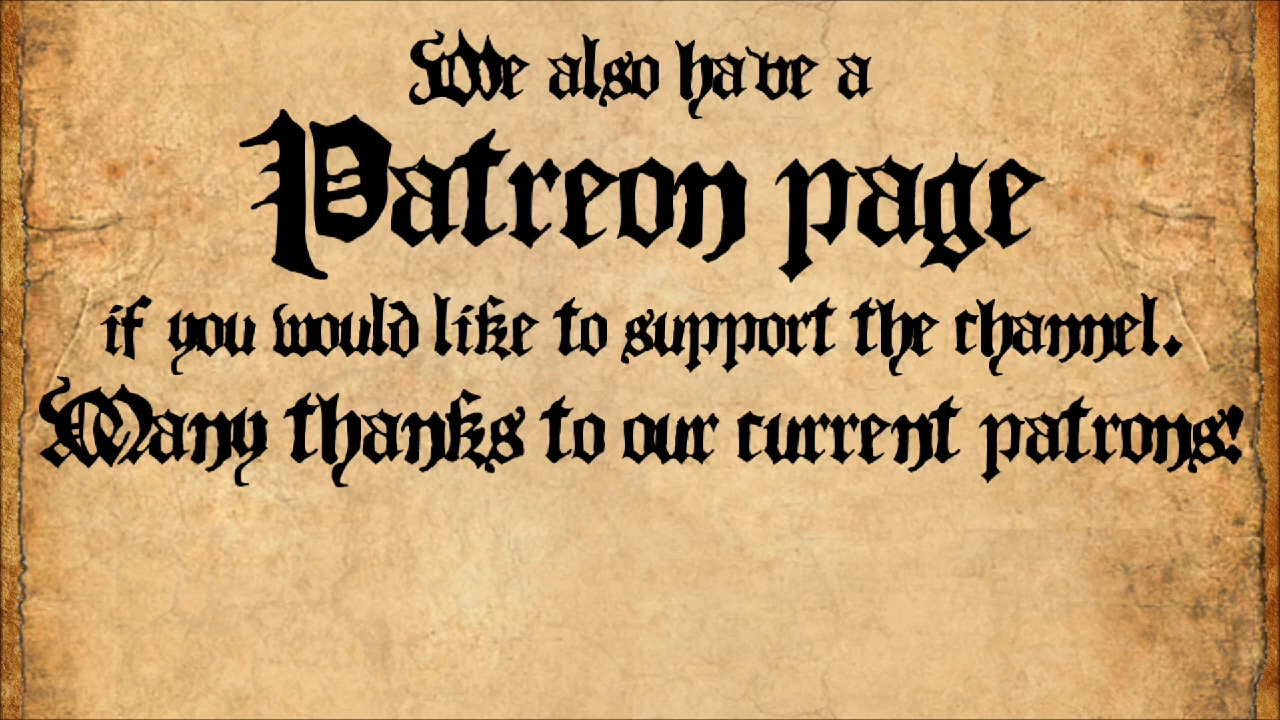 We also have a
Patreon page
if you would like to support the channel.
Many thanks to our current patrons!